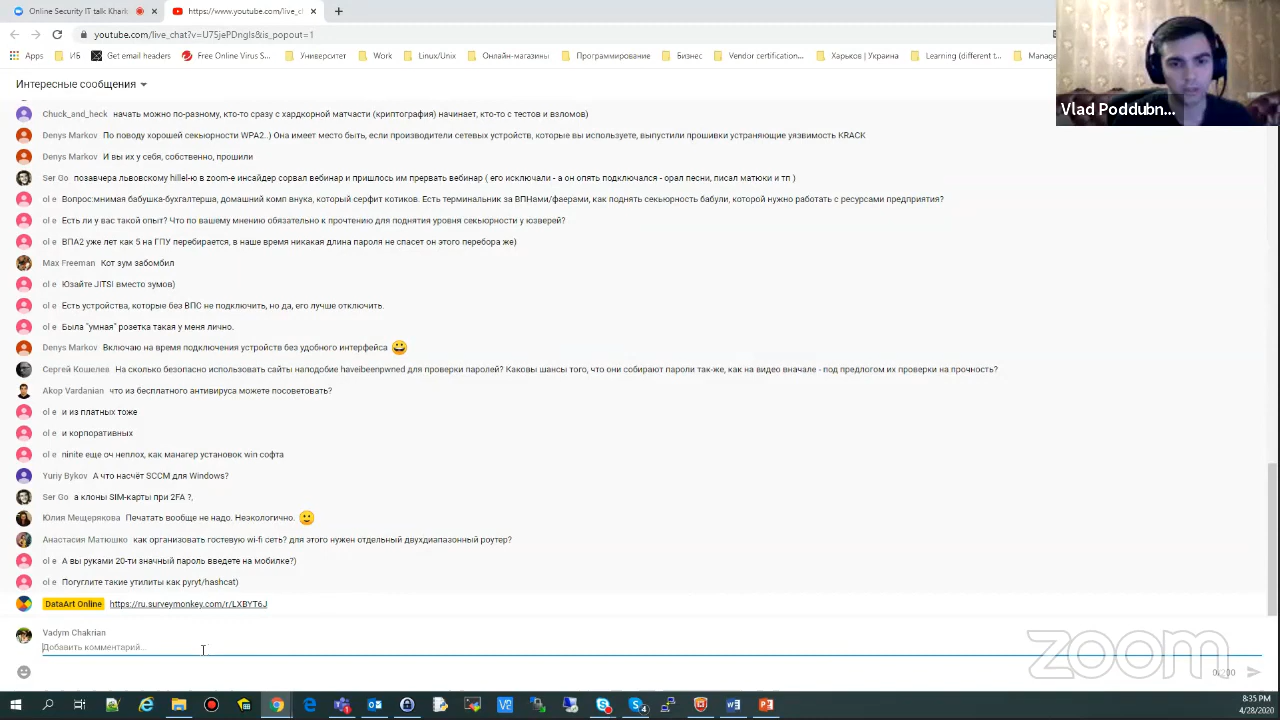 Online Security IT talk Khark
https://www.youtube.com/live_cl
youtube.com/live_chat?v=U75jePDngIs&is_popout=1
Apps
ИБ
Get email headers
Free Online Virus S...
Университет
Work
Linux/Unix
Онлайн-магазины
Программирование
Бизнес
Vendor certification...
Харьков | Украина
Learning (different t...
Manage
Vlad Poddubn...
Интересные сообщения
Chuck_and_heck начать можно по-разному, кто-то сразу с хардкорной матчасти (криптография) начинает, кто-то с тестов и взломов)
Denys Markov По поводу хорошей секьюрности WPA2..) Она имеет место быть, если производители сетевых устройств, которые вы используете, выпустили прошивки устраняющие уязвимость KRACK
Denys Markov И вы их у себя, собственно, прошили
Ser Go позавчера львовскому hillel-ю в zoom-e инсайдер сорвал вебинар и пришлось им прервать вебинар ( его исключали - а он опять подключался - орал песни, писал матюки и тп )
ol e Вопрос:мнимая бабушка-бухгалтерша, домашний комп внука, который серфит котиков. Есть терминальник за ВПНами/фаерами, как поднять секьюрность бабули, которой нужно работать с ресурсами предприятия?
ol e Есть ли у вас такой опыт? Что по вашему мнению обязательно к прочтению для поднятия уровня секьюрности у юзверей?
ol e ВПА2 уже лет как 5 на ГПУ перебирается, в наше время никакая длина пароля не спасет он этого перебора же)
Max Freeman Кот зум забомбил
ol e Юзайте JITSI вместо зумов)
ol e Есть устройства, которые без ВПС не подключить, но да, его лучше отключить.
ol e Была "умная" розетка такая у меня лично.
Denys Markov Включаю на время подключения устройств без удобного интерфейса 😀
Сергей Кошелев На сколько безопасно использовать сайты наподобие haveibeenpwned для проверки паролей? Каковы шансы того, что они собирают пароли так-же, как на видео вначале - под предлогом их проверки на прочность?
Akop Vardanian что из бесплатного антивируса можете посоветовать?
ol e и из платных тоже
ol e и корпоративных
ol e ninite еще оч неплох, как манагер установок win софта
Yuriy Bykov А что насчёт SCCM для Windows?
Ser Go а клоны SIM-карты при 2FA ?,
Юлия Мещерякова Печатать вообще не надо. Неэкологично. 🙂
Анастасия Матюшко как организовать гостевую wi-fi сеть? для этого нужен отдельный двухдиапазонный роутер?
ol e А вы руками 20-ти значный пароль введете на мобилке?)
ol e Погуглите такие утилиты как pyryt/hashcat)
DataArt Online https://ru.surveymonkey.com/r/LXBYT6J
Vadym Chakrian
Добавить комментарий...
0/200
zoom
8:35 PM
4/28/2020